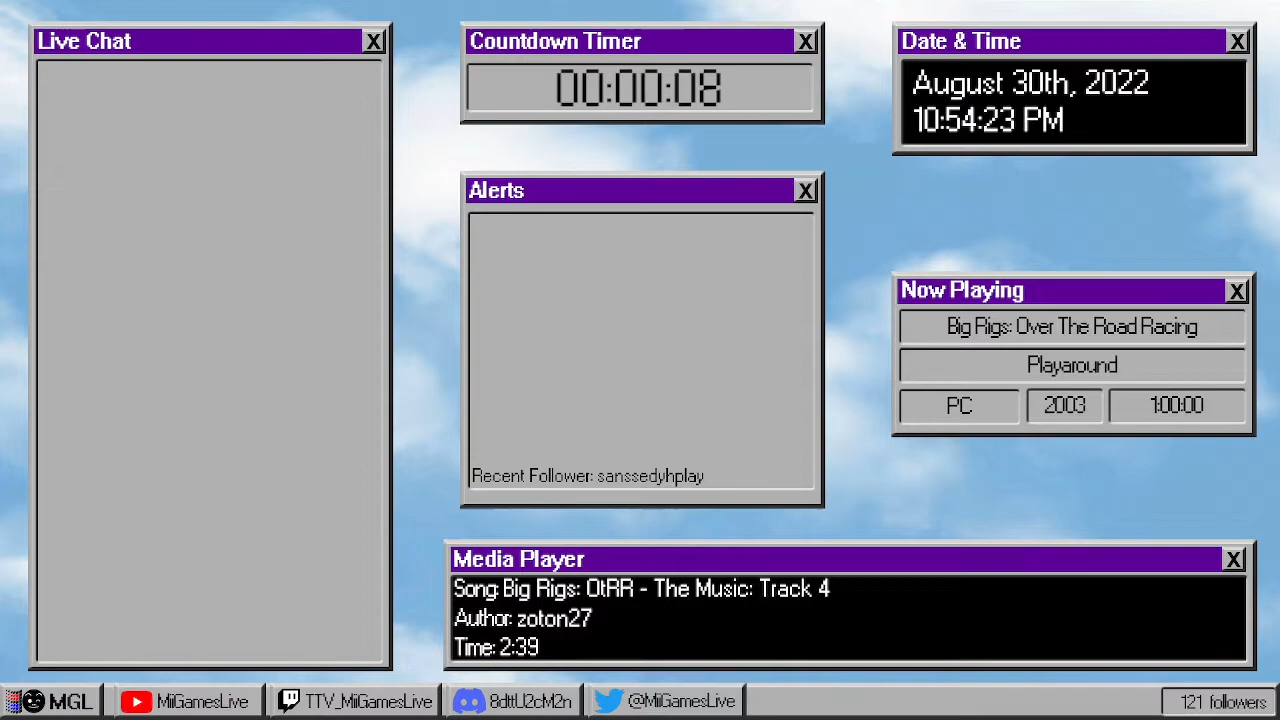 Live Chat
X
Countdown Timer
X
00:00:08
Date & Time
X
August 30th, 2022
10:54:23 PM
Alerts
X
Recent Follower: sanssedyhplay
Now Playing
X
Big Rigs: Over The Road Racing
Playaround
PC
2003
1:00:00
Media Player
X
Song: Big Rigs: OtRR - The Music: Track 4
Author: zoton27
Time: 2:39
MGL
MiiGamesLive
TTV_MiiGamesLive
8dttU2cM2n
@MiiGamesLive
121 followers